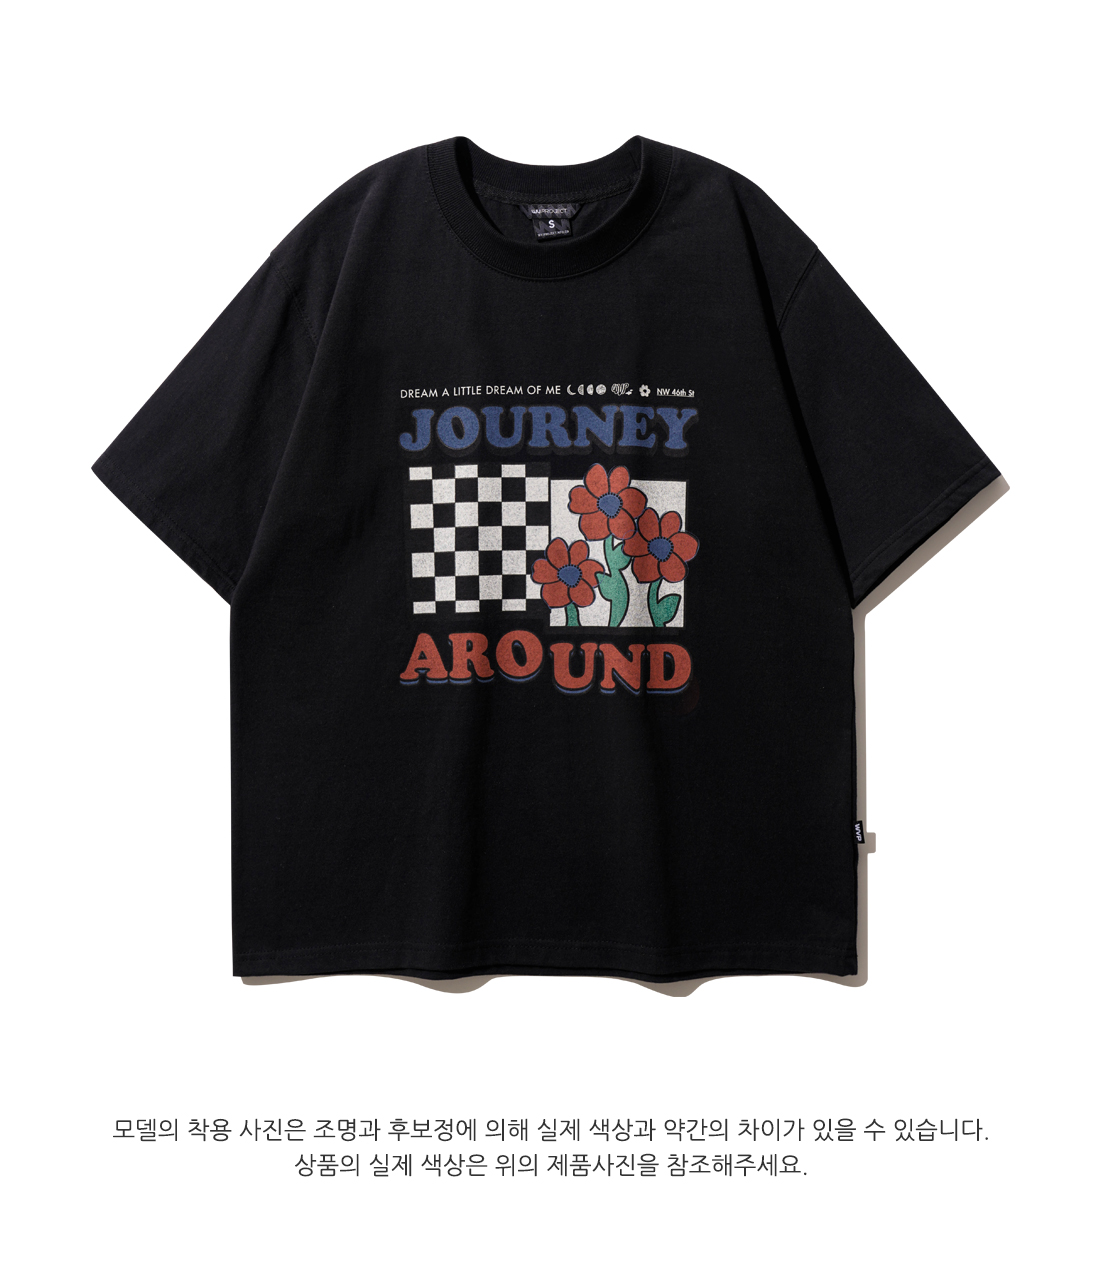 WV PROJECT
S
DREAM A LITTLE DREAM OF ME NW 46th St
JOURNEY
AROUND
WVP
모델의 착용 사진은 조명과 후보정에 의해 실제 색상과 약간의 차이가 있을 수 있습니다.
상품의 실제 색상은 위의 제품사진을 참조해주세요.